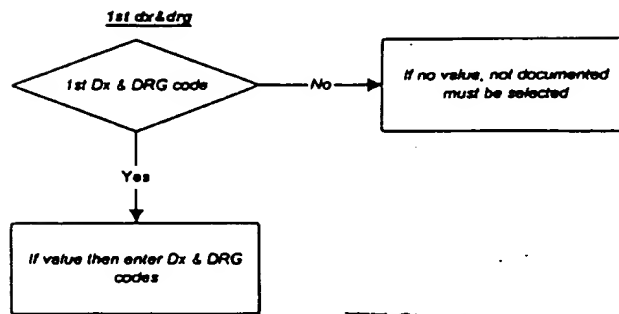 1st dx&drg
1st Dx & DRG code
No
If no value, not documented
must be selected
Yes
If value then enter Dx & DRG
codes